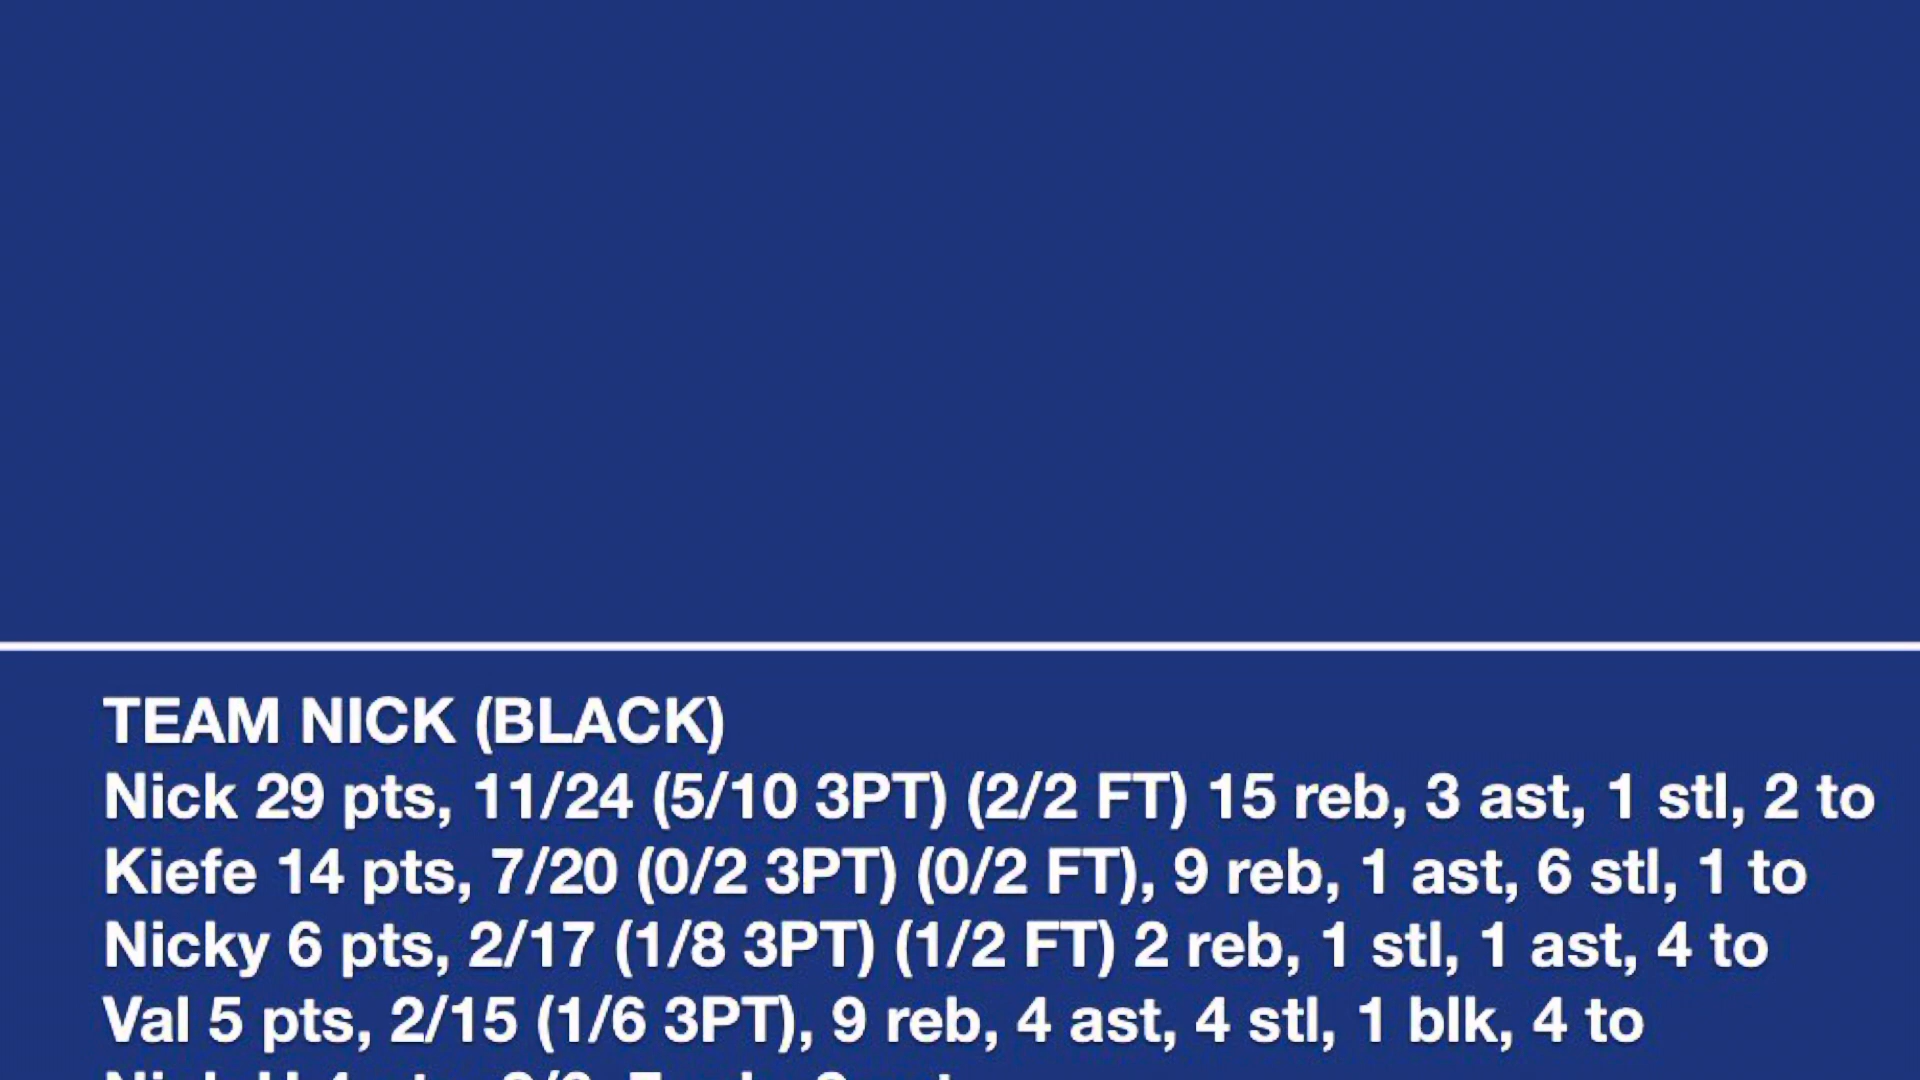 TEAM NICK (BLACK)
Nick 29 pts, 11/24 (5/10 3PT) (2/2 FT) 15 reb, 3 ast, 1 stl, 2 to
Kiefe 14 pts, 7/20 (0/2 3PT) (0/2 FT), 9 reb, 1 ast, 6 stl, 1 to
Nicky 6 pts, 2/17 (1/8 3PT) (1/2 FT) 2 reb, 1 stl, 1 ast, 4 to
Val 5 pts, 2/15 (1/6 3PT), 9 reb, 4 ast, 4 stl, 1 blk, 4 to